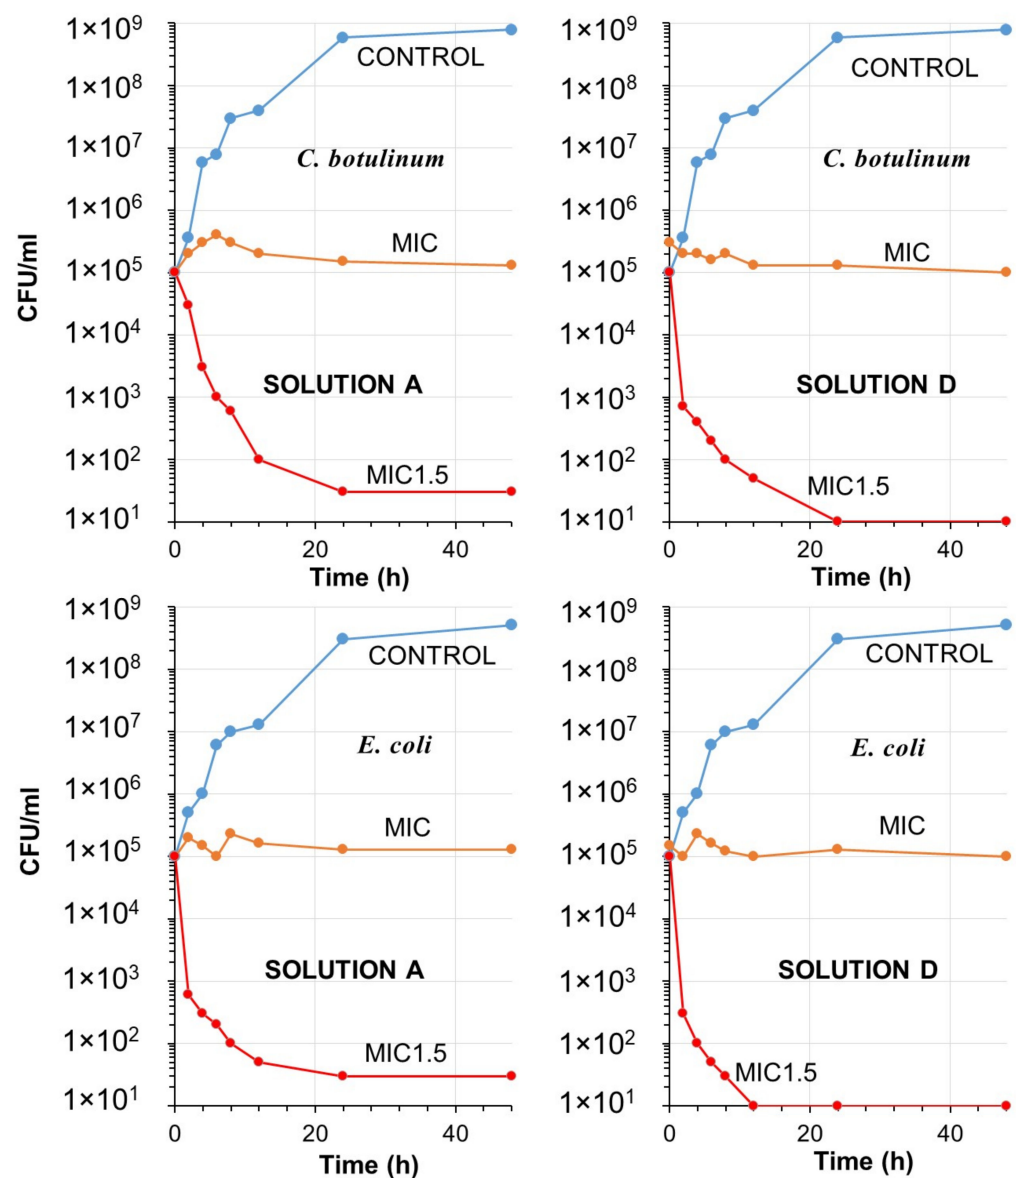 1×10⁹
CONTROL
1×10⁸
1×10⁷
C. botulinum
1×10⁶
MIC
1×10⁵
CFU/ml
1×10⁴
SOLUTION A
1×10³
1×10²
MIC1.5
1×10¹
0 20 40
Time (h)
1×10⁹
CONTROL
1×10⁸
1×10⁷
C. botulinum
1×10⁶
MIC
1×10⁵
1×10⁴
SOLUTION D
1×10³
1×10²
MIC1.5
1×10¹
0 20 40
Time (h)
1×10⁹
CONTROL
1×10⁸
1×10⁷
E. coli
1×10⁶
MIC
1×10⁵
CFU/ml
1×10⁴
SOLUTION A
1×10³
1×10²
MIC1.5
1×10¹
0 20 40
Time (h)
1×10⁹
CONTROL
1×10⁸
1×10⁷
E. coli
1×10⁶
MIC
1×10⁵
1×10⁴
SOLUTION D
1×10³
1×10²
MIC1.5
1×10¹
0 20 40
Time (h)